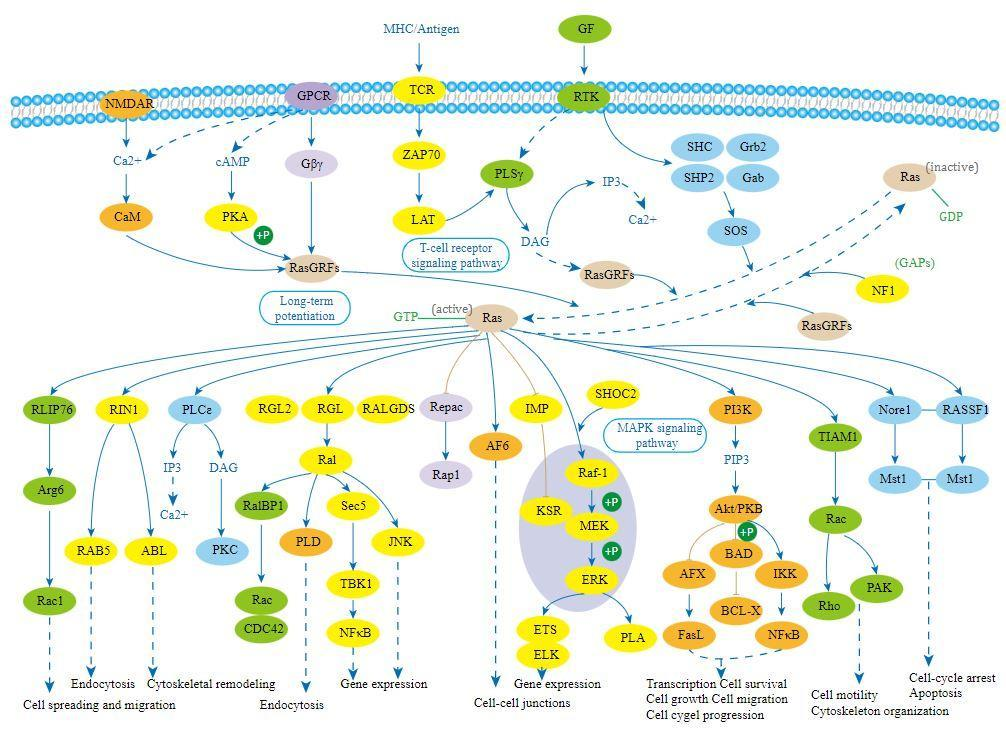 MHC/Antigen
GF
NMDAR
GPCR
TCR
RTK
Ca2+
cAMP
Gβγ
ZAP70
PLSγ
IP3
SHC
Grb2
SHP2
Gab
Ras
(inactive)
GDP
CaM
PKA
+P
LAT
Ca2+
SOS
DAG
T-cell receptor
signaling pathway
RasGRFs
RasGRFs
(GAPs)
NF1
Long-term
potentiation
GTP
(active)
Ras
RasGRFs
RLIP76
RIN1
PLCe
RGL2
RGL
RALGDS
Repac
IMP
SHOC2
PI3K
Nore1
RASSF1
MAPK signaling
pathway
AF6
TIAM1
IP3
DAG
Ral
Rap1
Raf-1
PIP3
Mst1
Mst1
Arg6
Ca2+
RalBP1
Sec5
KSR
+P
MEK
Akt/PKB
+P
Rac
RAB5
ABL
PKC
PLD
JNK
+P
BAD
ERK
AFX
IKK
TBK1
PAK
Rac1
Rac
CDC42
BCL-X
Rho
NFκB
ETS
ELK
PLA
FasL
NFκB
Endocytosis
Cytoskeletal remodeling
Gene expression
Gene expression
Cell spreading and migration
Endocytosis
Cell-cell junctions
Transcription Cell survival
Cell growth Cell migration
Cell cygel progression
Cell motility
Cytoskeleton organization
Cell-cycle arrest
Apoptosis